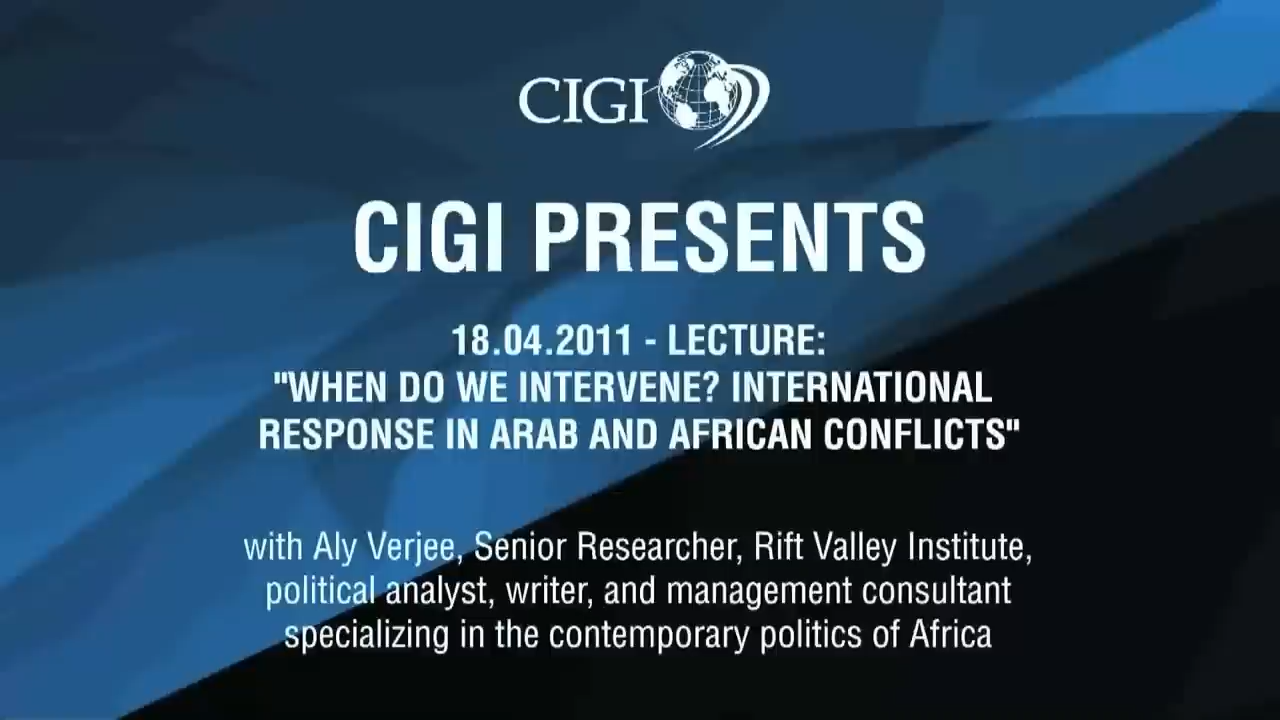 CIGI
CIGI PRESENTS
18.04.2011 - LECTURE:
"WHEN DO WE INTERVENE? INTERNATIONAL
RESPONSE IN ARAB AND AFRICAN CONFLICTS"
with Aly Verjee, Senior Researcher, Rift Valley Institute,
political analyst, writer, and management consultant
specializing in the contemporary politics of Africa